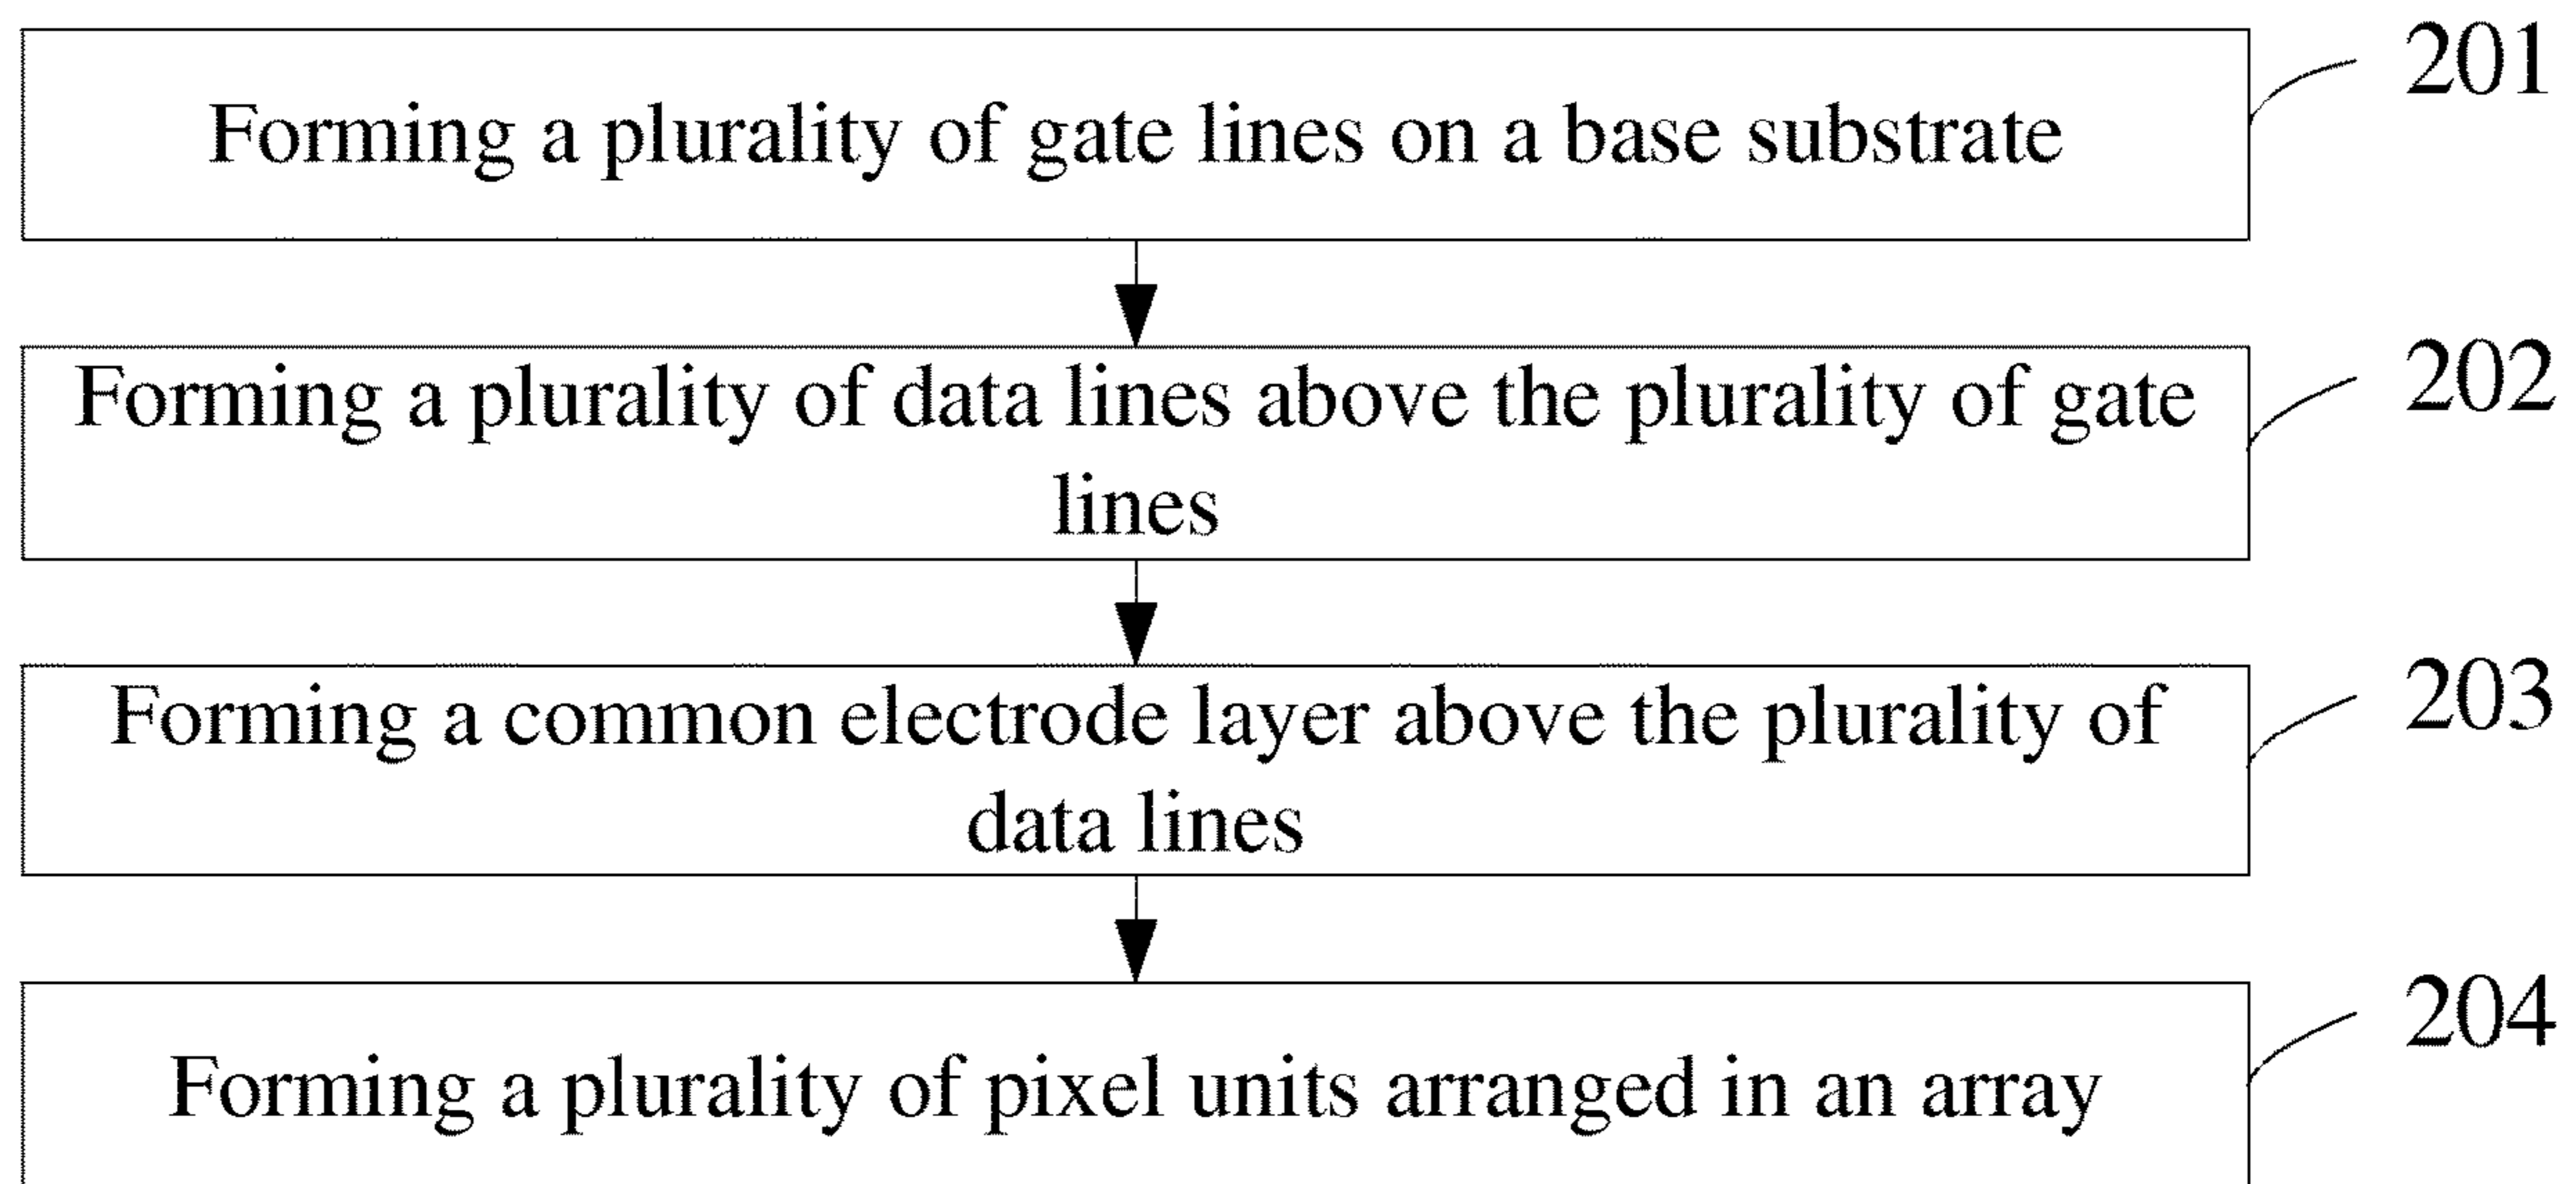 Forming a plurality of gate lines on a base substrate
201
Forming a plurality of data lines above the plurality of gate
lines
202
Forming a common electrode layer above the plurality of
data lines
203
Forming a plurality of pixel units arranged in an array
204